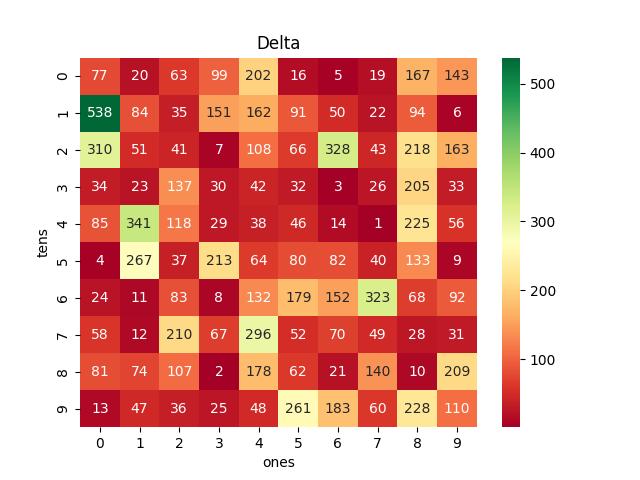 Delta
0 77 20 63 99 202 16 5 19 167 143
1 538 84 35 151 162 91 50 22 94 6
2 310 51 41 7 108 66 328 43 218 163
3 34 23 137 30 42 32 3 26 205 33
4 85 341 118 29 38 46 14 1 225 56
5 4 267 37 213 64 80 82 40 133 9
6 24 11 83 8 132 179 152 323 68 92
7 58 12 210 67 296 52 70 49 28 31
8 81 74 107 2 178 62 21 140 10 209
9 13 47 36 25 48 261 183 60 228 110
0 1 2 3 4 5 6 7 8 9
ones
tens
500
400
300
200
100